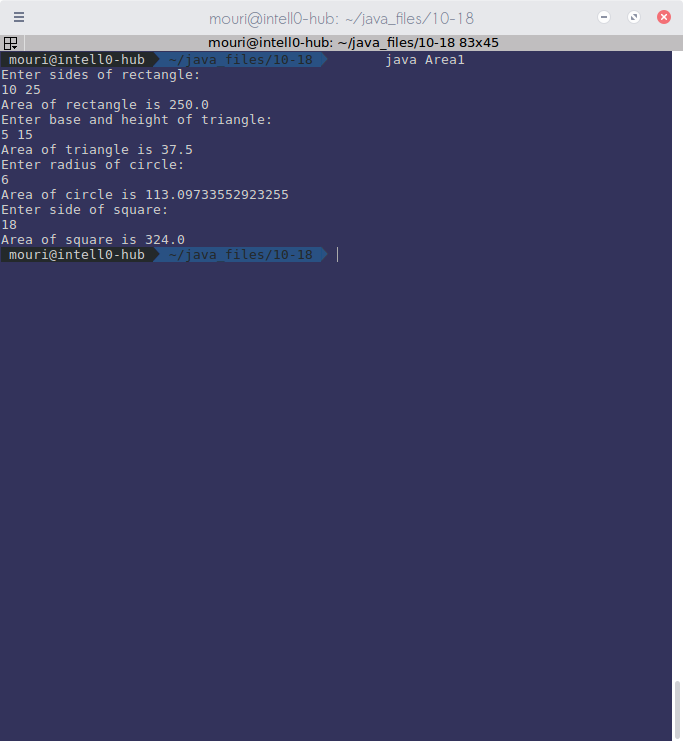 mouri@intell0-hub: ~/java_files/10-18
mouri@intell0-hub: ~/java_files/10-18 83x45
mouri@intell0-hub ~/java_files/10-18 java Area1
Enter sides of rectangle:
10 25
Area of rectangle is 250.0
Enter base and height of triangle:
5 15
Area of triangle is 37.5
Enter radius of circle:
6
Area of circle is 113.09733552923255
Enter side of square:
18
Area of square is 324.0
mouri@intell0-hub ~/java_files/10-18